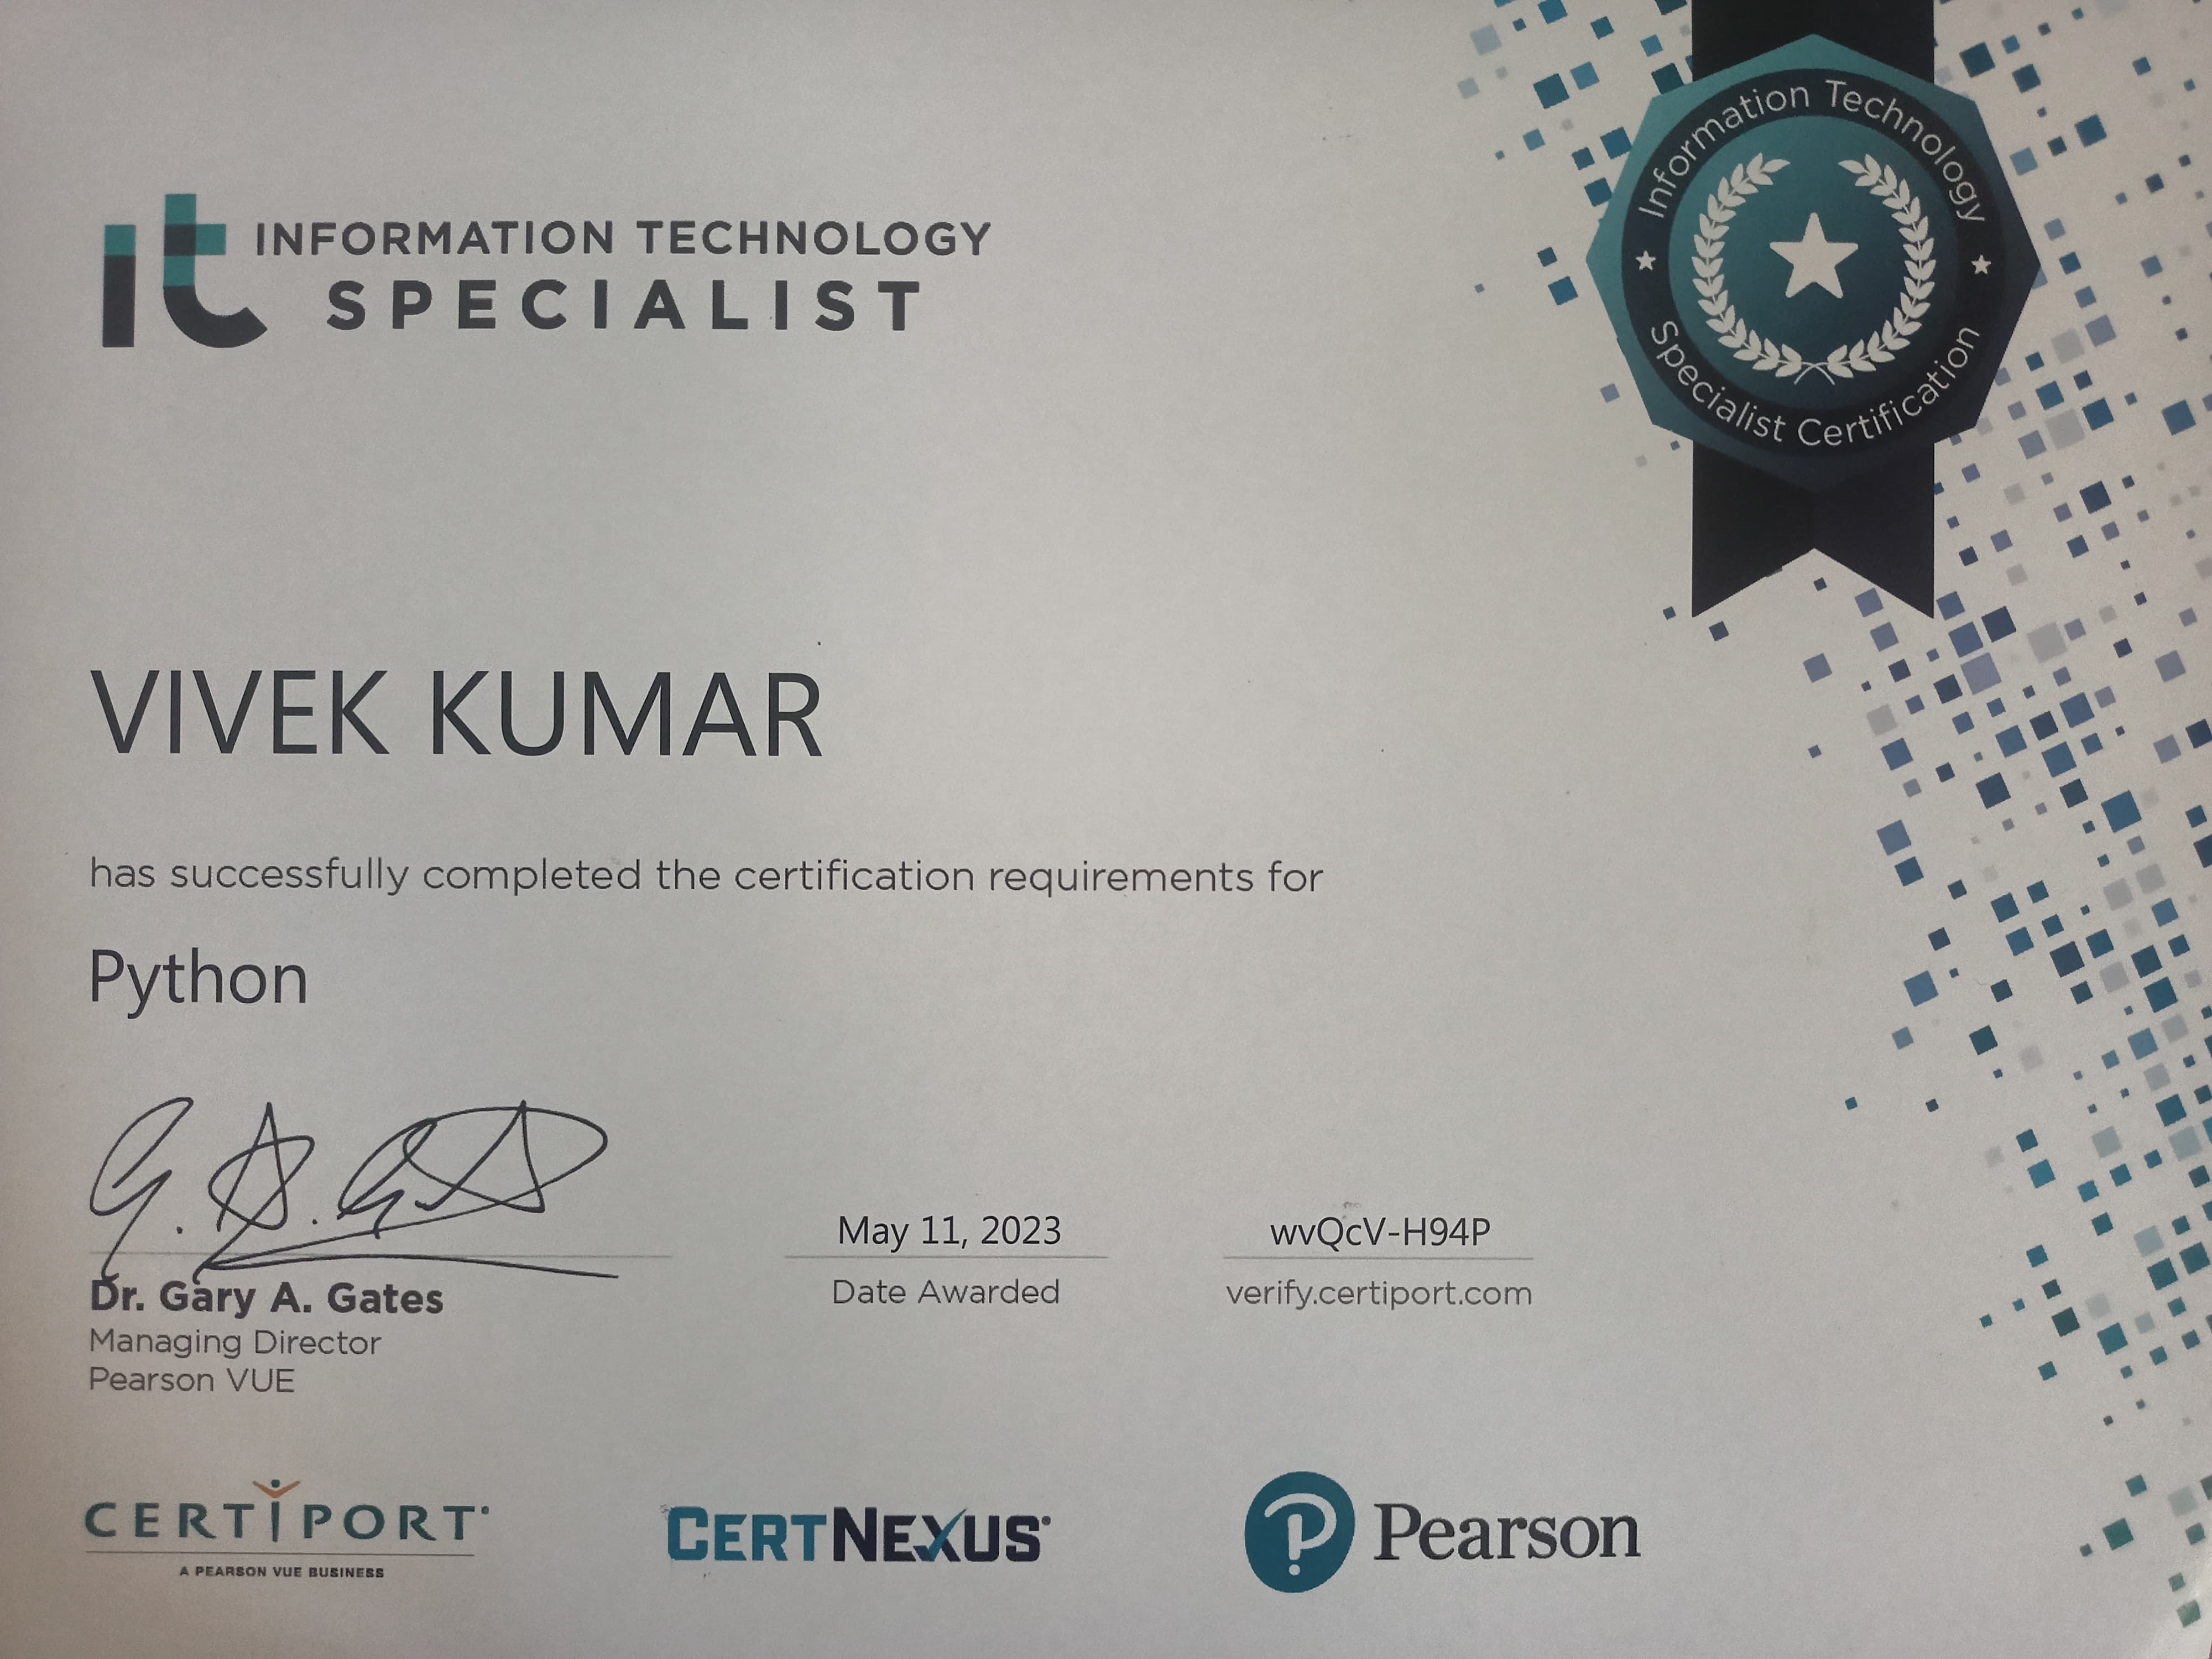 Information Technology
Specialist Certification
it INFORMATION TECHNOLOGY
SPECIALIST
VIVEK KUMAR
has successfully completed the certification requirements for
Python
G. A. Gates
May 11, 2023
wvQcV-H94P
Dr. Gary A. Gates
Date Awarded
verify.certiport.com
Managing Director
Pearson VUE
CERTIPORT
A PEARSON VUE BUSINESS
CERTNEXUS
Pearson